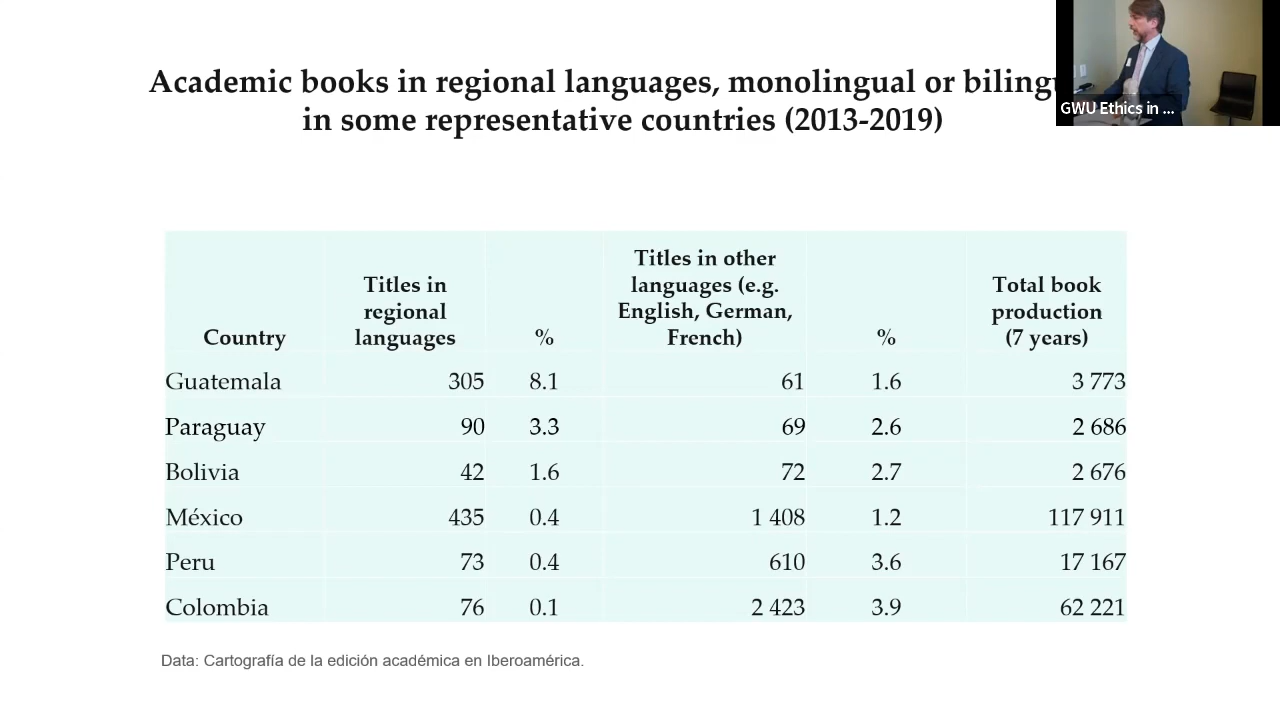 Academic books in regional languages, monolingual or
in some representative countries (2013-2019)
GWU Ethics in ...
Country
Titles in regional languages
%
Titles in other languages (e.g. English, German, French)
%
Total book production (7 years)
Guatemala 305 8.1 61 1.6 3 773
Paraguay 90 3.3 69 2.6 2 686
Bolivia 42 1.6 72 2.7 2 676
México 435 0.4 1 408 1.2 117 911
Peru 73 0.4 610 3.6 17 167
Colombia 76 0.1 2 423 3.9 62 221
Data: Cartografía de la edición académica en Iberoamérica.